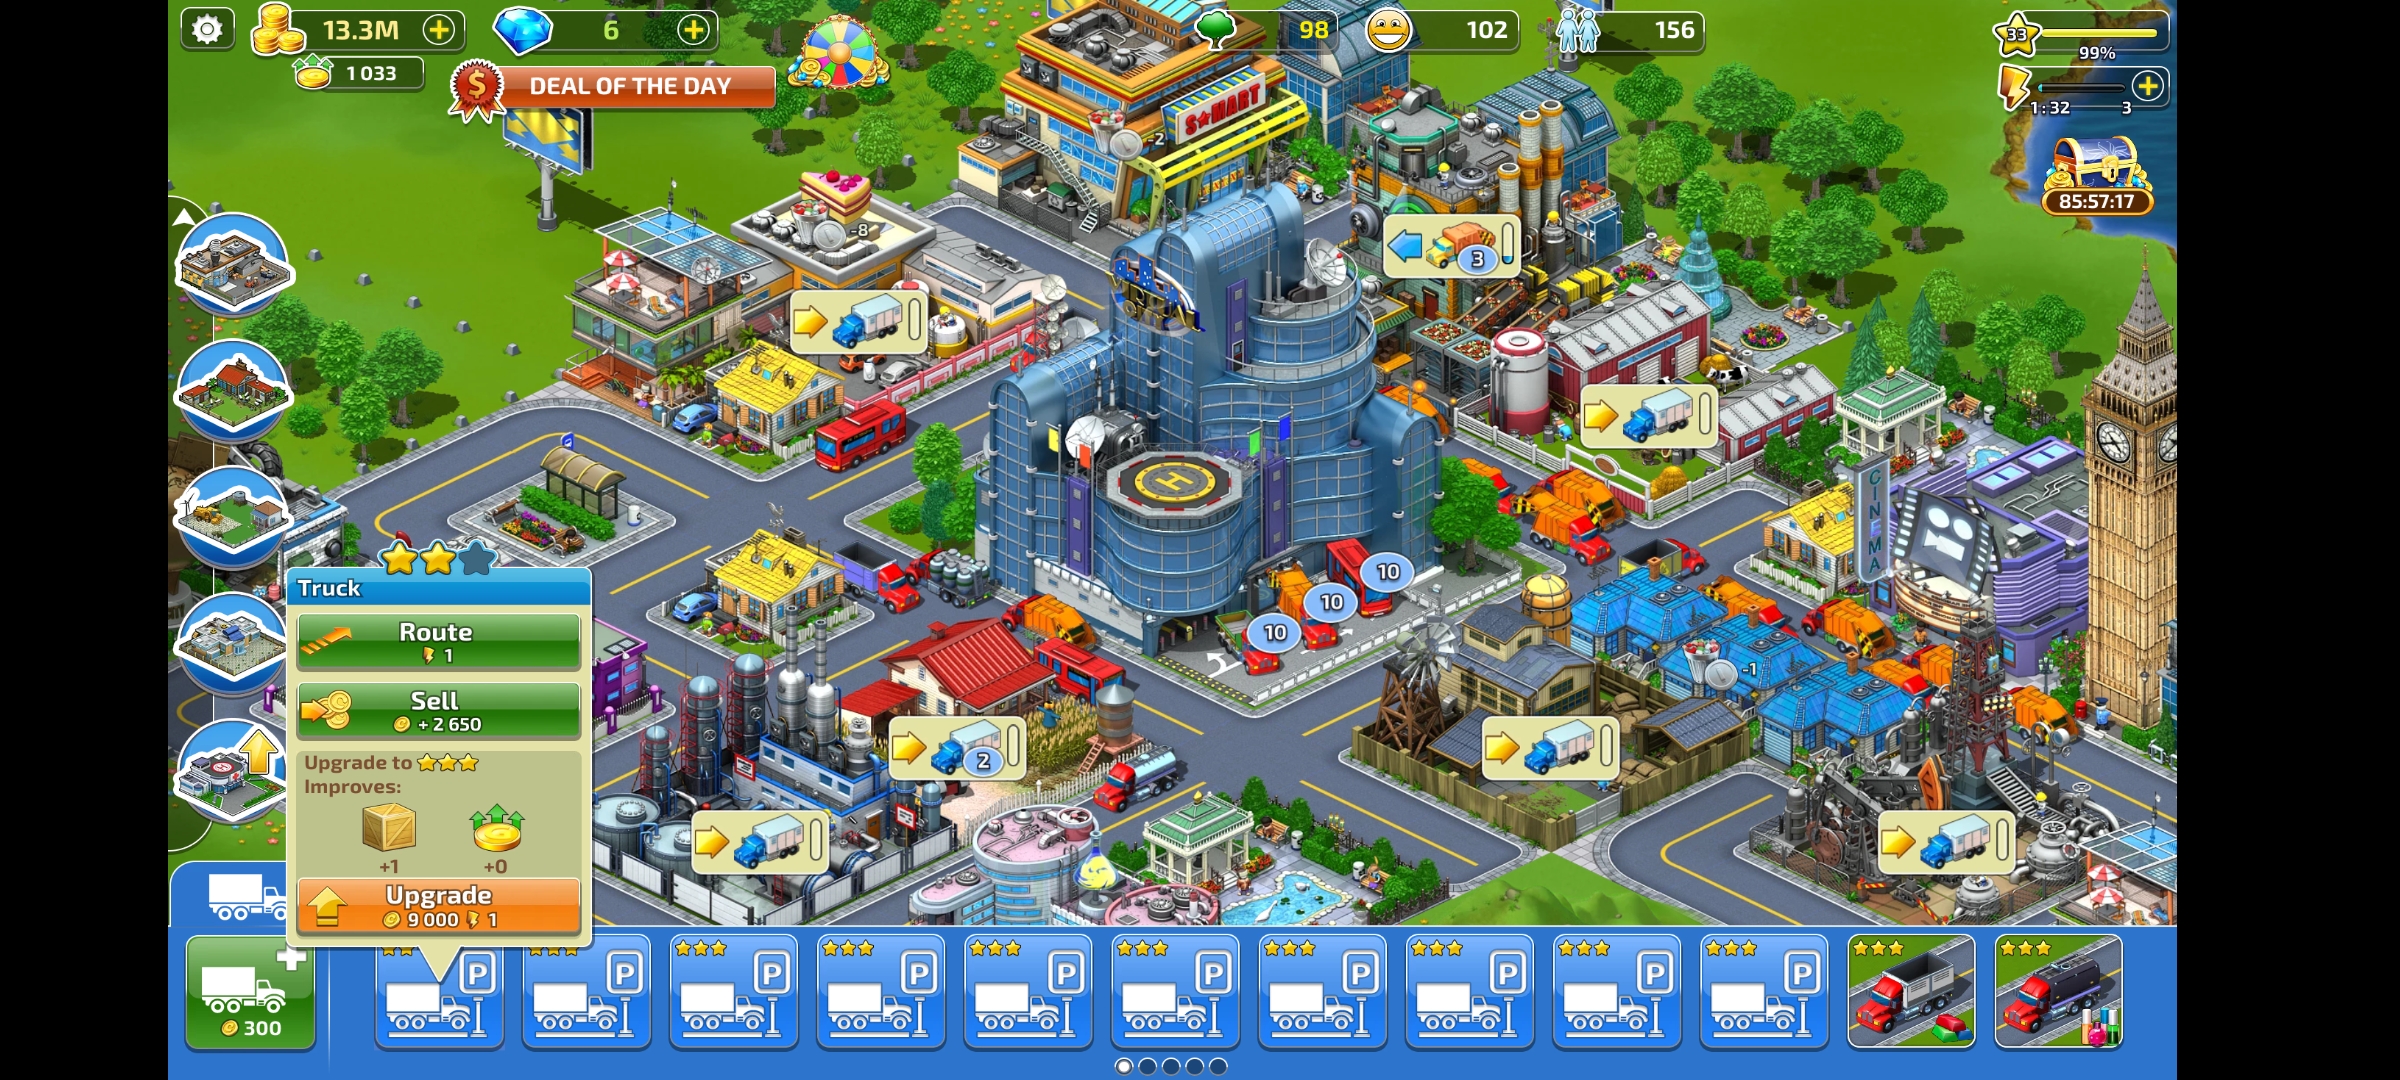 13.3M
6
98
102
156
33
99%
1 033
DEAL OF THE DAY
1:32
3
85:57:17
S★MART
-2
-8
3
CINEMA
10
10
10
-1
2
Truck
Route
1
Sell
+ 2 650
Upgrade to
Improves:
+1
+0
Upgrade
9 000
1
300
P
P
P
P
P
P
P
P
P
P
H